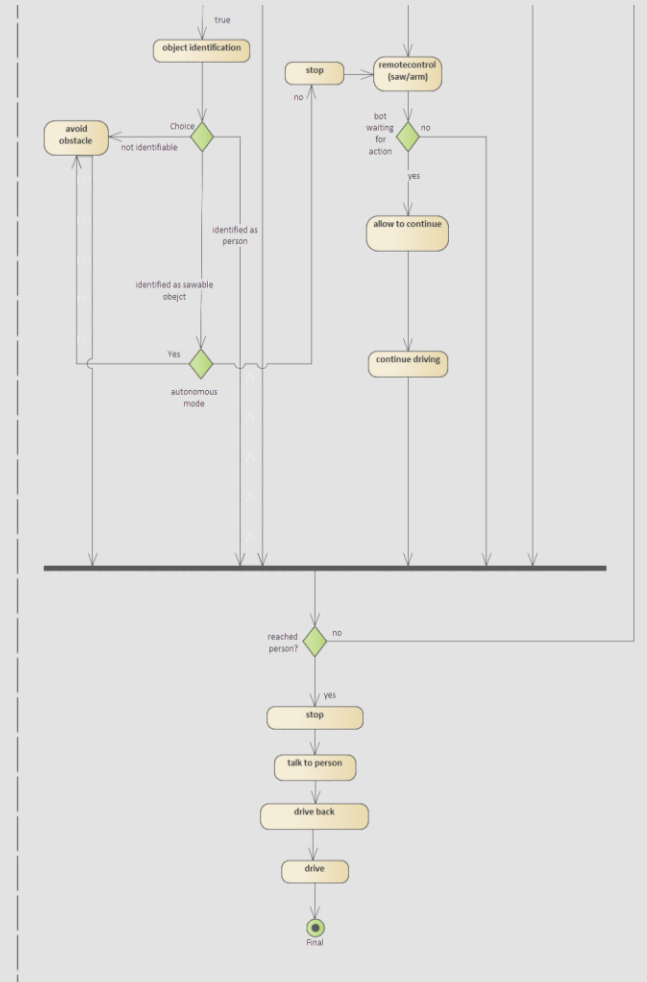 true
object identification
stop
remotecontrol
(saw/arm)
no
avoid
obstacle
Choice
not identifiable
bot
waiting
for
action
no
yes
identified as
person
allow to continue
identified as sawable
obejct
Yes
autonomous
mode
continue driving
reached
person?
no
yes
stop
talk to person
drive back
drive
Final